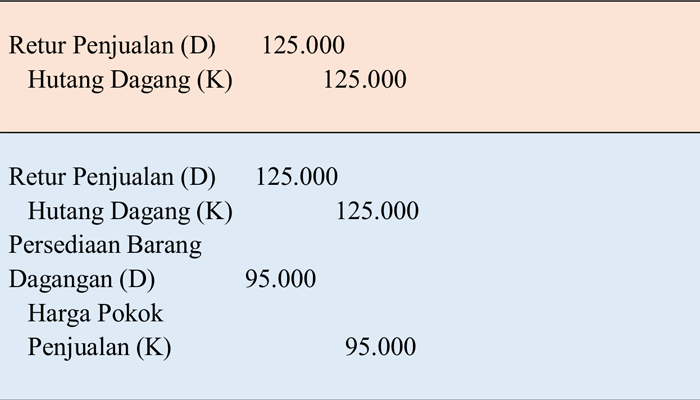 Retur Penjualan (D) 125.000
Hutang Dagang (K) 125.000
Retur Penjualan (D) 125.000
Hutang Dagang (K) 125.000
Persediaan Barang
Dagangan (D) 95.000
Harga Pokok
Penjualan (K) 95.000